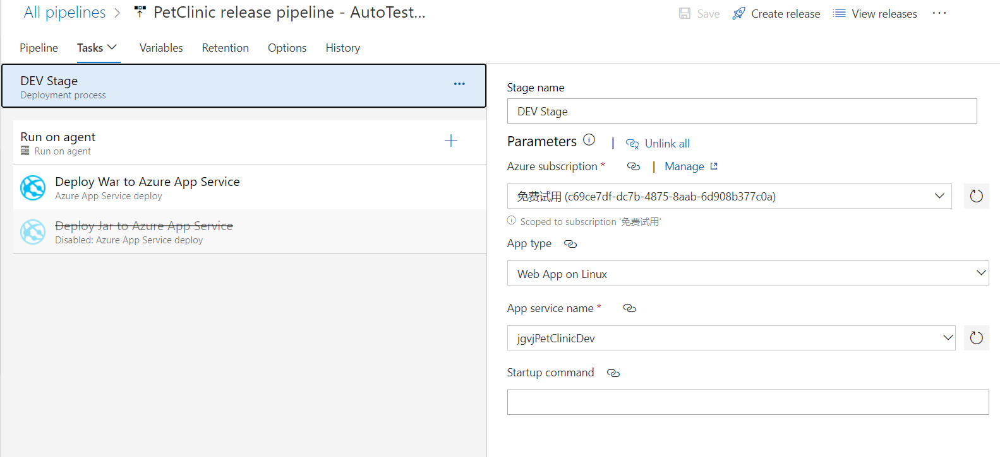 All pipelines > PetClinic release pipeline - AutoTest...
Save Create release View releases ...
Pipeline Tasks Variables Retention Options History
DEV Stage
Deployment process
Run on agent
Run on agent
Deploy War to Azure App Service
Azure App Service deploy
Deploy Jar to Azure App Service
Disabled: Azure App Service deploy
Stage name
DEV Stage
Parameters | Unlink all
Azure subscription * | Manage
免费试用 (c69ce7df-dc7b-4875-8aab-6d908b377c0a)
Scoped to subscription '免费试用'
App type
Web App on Linux
App service name *
jgvjPetClinicDev
Startup command